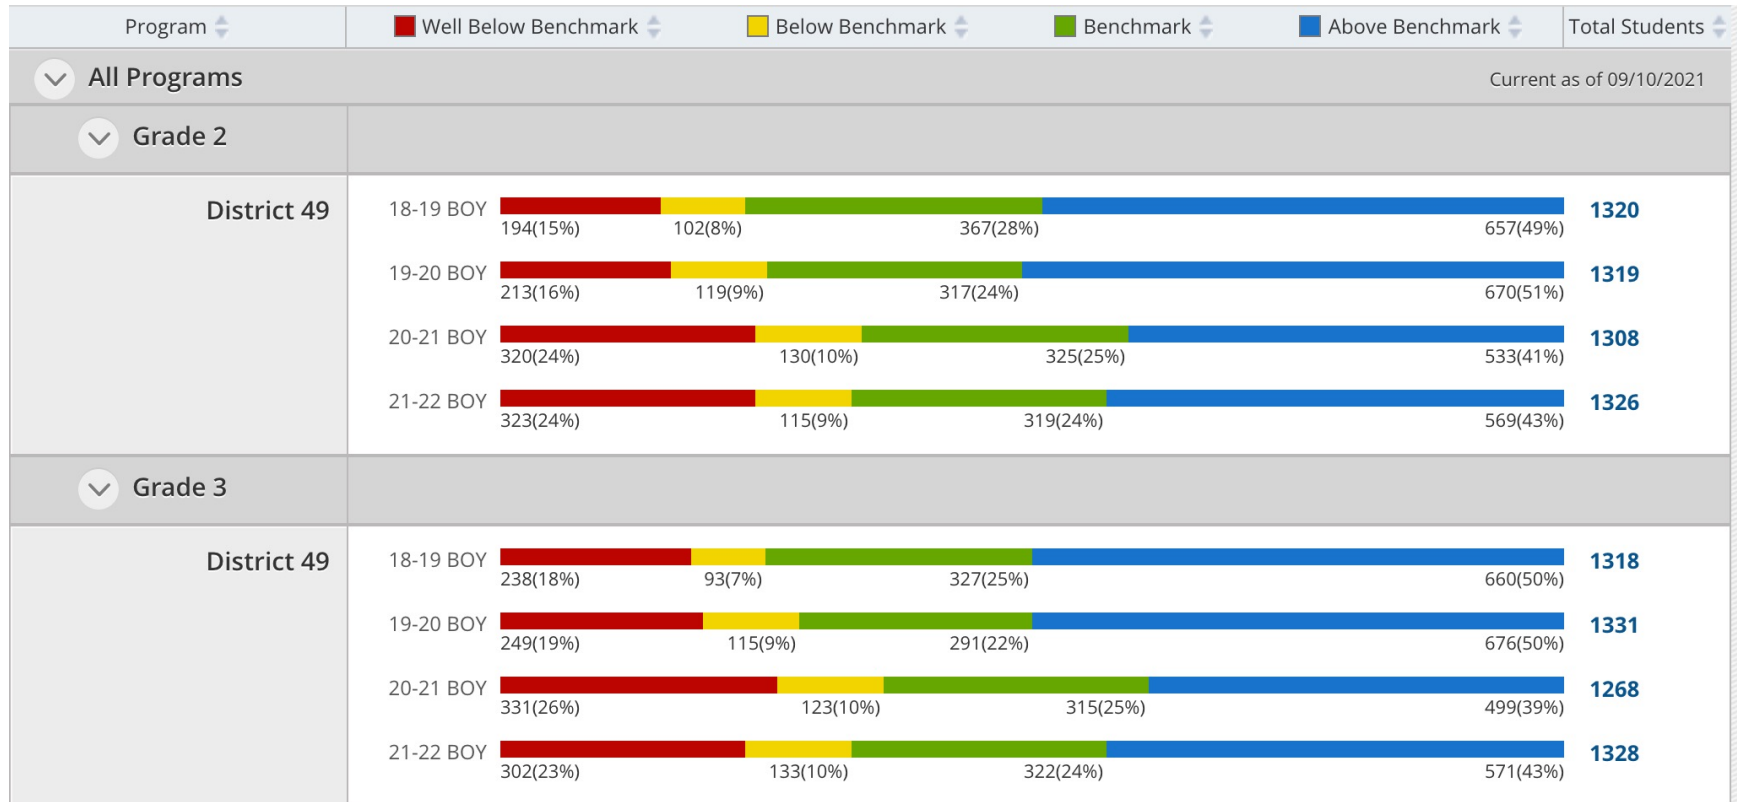 Program Well Below Benchmark Below Benchmark Benchmark Above Benchmark Total Students
All Programs Current as of 09/10/2021
Grade 2
District 49 18-19 BOY 1320
194(15%) 102(8%) 367(28%) 657(49%)
19-20 BOY 1319
213(16%) 119(9%) 317(24%) 670(51%)
20-21 BOY 1308
320(24%) 130(10%) 325(25%) 533(41%)
21-22 BOY 1326
323(24%) 115(9%) 319(24%) 569(43%)
Grade 3
District 49 18-19 BOY 1318
238(18%) 93(7%) 327(25%) 660(50%)
19-20 BOY 1331
249(19%) 115(9%) 291(22%) 676(50%)
20-21 BOY 1268
331(26%) 123(10%) 315(25%) 499(39%)
21-22 BOY 1328
302(23%) 133(10%) 322(24%) 571(43%)